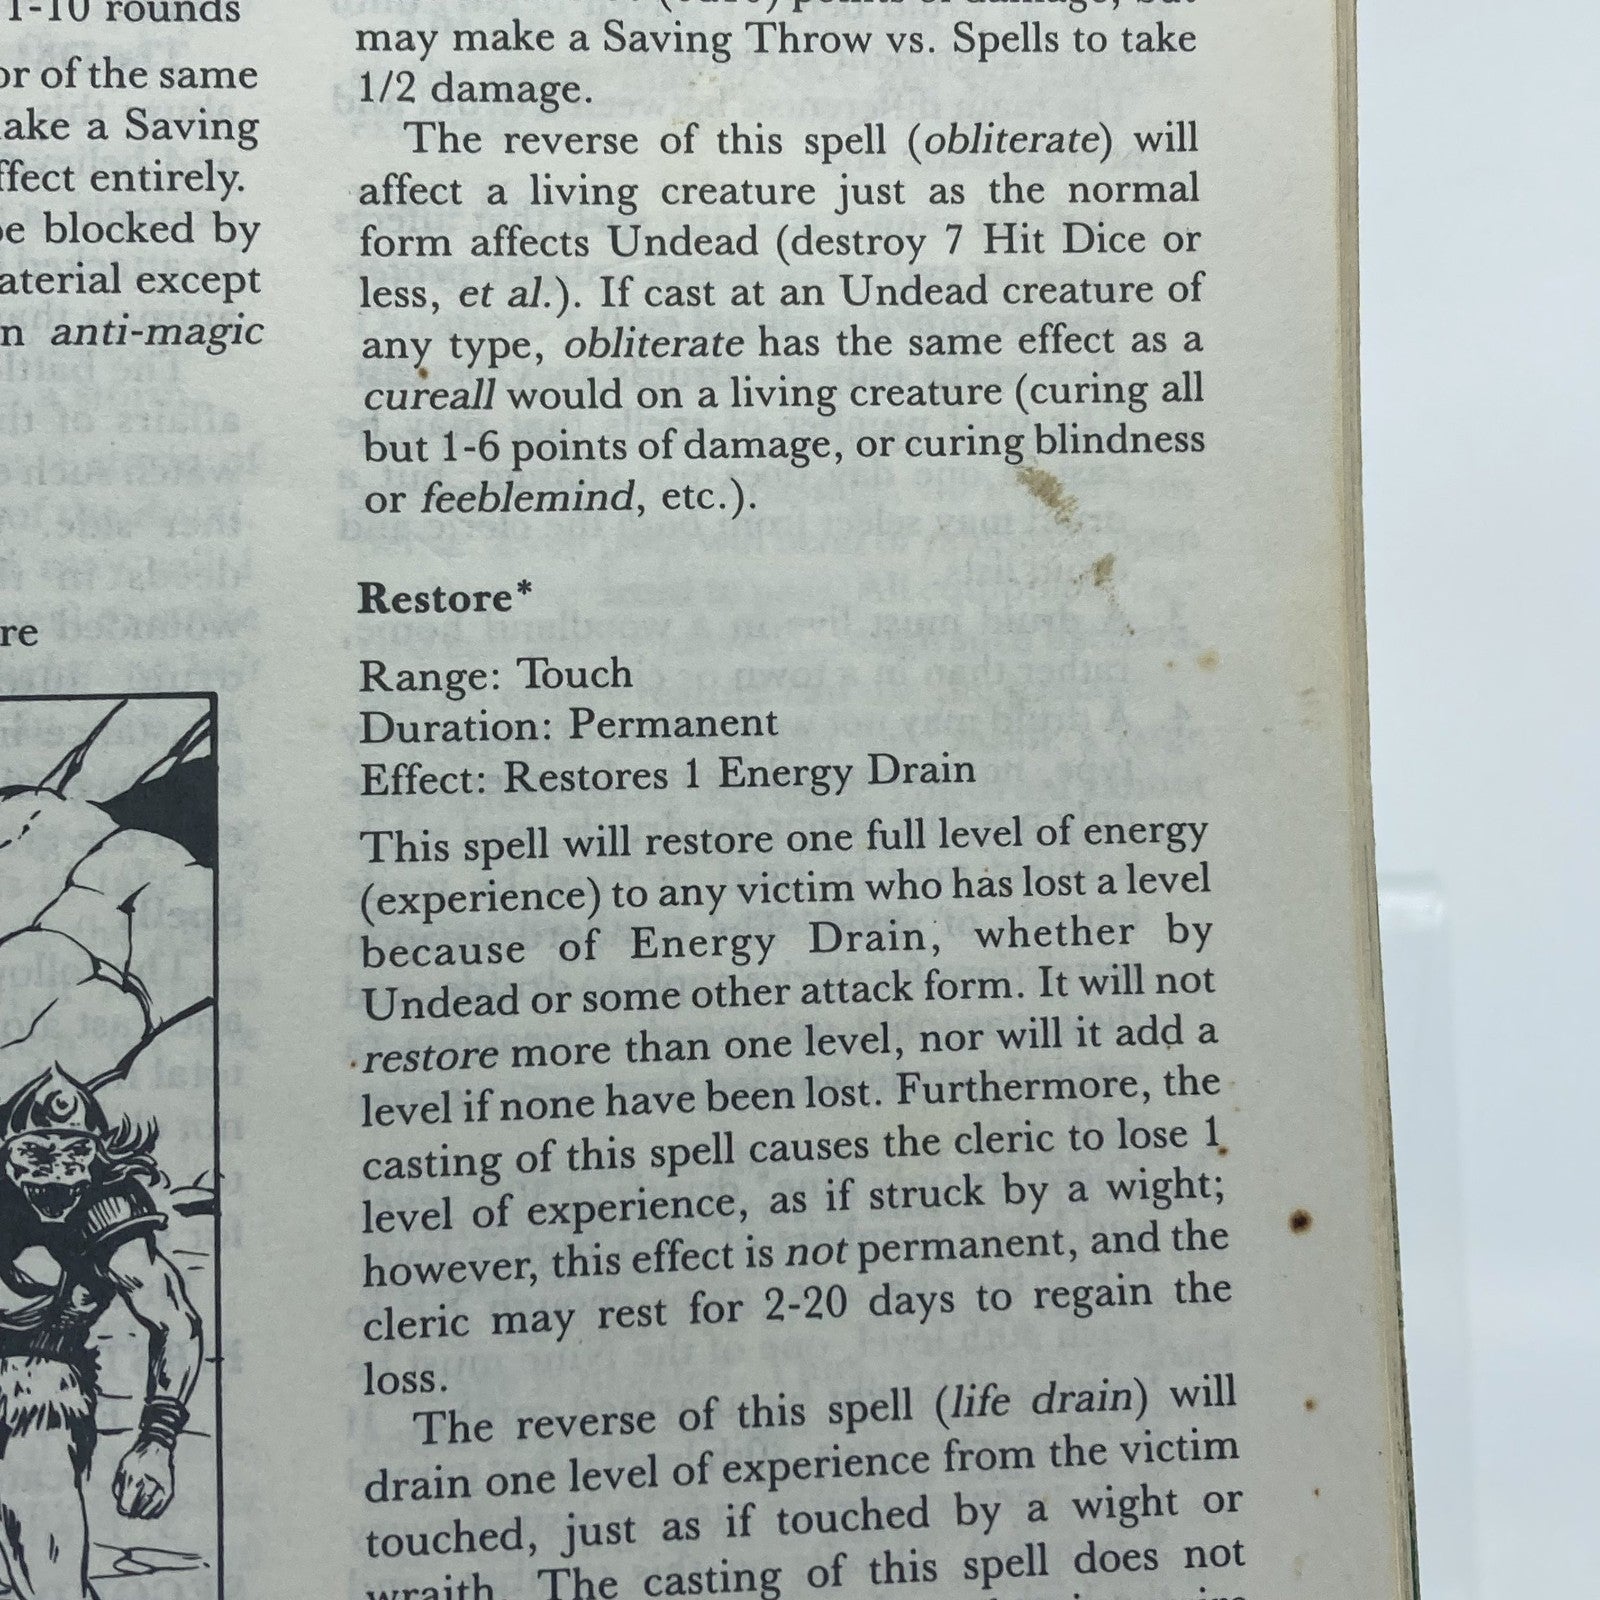 1-10 rounds
or of the same
ake a Saving
ffect entirely.
be blocked by
aterial except
n anti-magic
re
may make a Saving Throw vs. Spells to take
1/2 damage.
The reverse of this spell (obliterate) will
affect a living creature just as the normal
form affects Undead (destroy 7 Hit Dice or
less, et al.). If cast at an Undead creature of
any type, obliterate has the same effect as a
cureall would on a living creature (curing all
but 1-6 points of damage, or curing blindness
or feeblemind, etc.).
Restore*
Range: Touch
Duration: Permanent
Effect: Restores 1 Energy Drain
This spell will restore one full level of energy
(experience) to any victim who has lost a level
because of Energy Drain, whether by
Undead or some other attack form. It will not
restore more than one level, nor will it add a
level if none have been lost. Furthermore, the
casting of this spell causes the cleric to lose 1
level of experience, as if struck by a wight;
however, this effect is not permanent, and the
cleric may rest for 2-20 days to regain the
loss.
The reverse of this spell (life drain) will
drain one level of experience from the victim
touched, just as if touched by a wight or
wraith. The casting of this spell does not